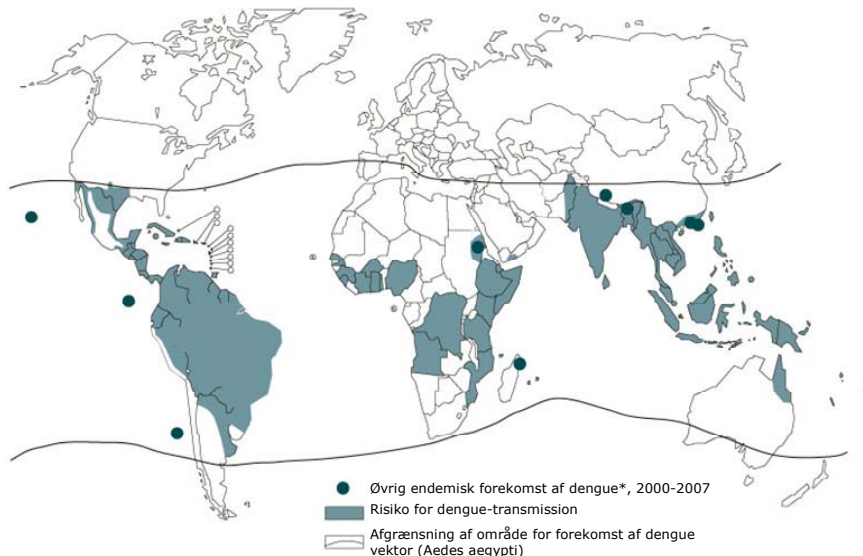 Øvrig endemisk forekomst af dengue*, 2000-2007
Risiko for dengue-transmission
Afgrænsning af område for forekomst af dengue
vektor (Aedes aegypti)